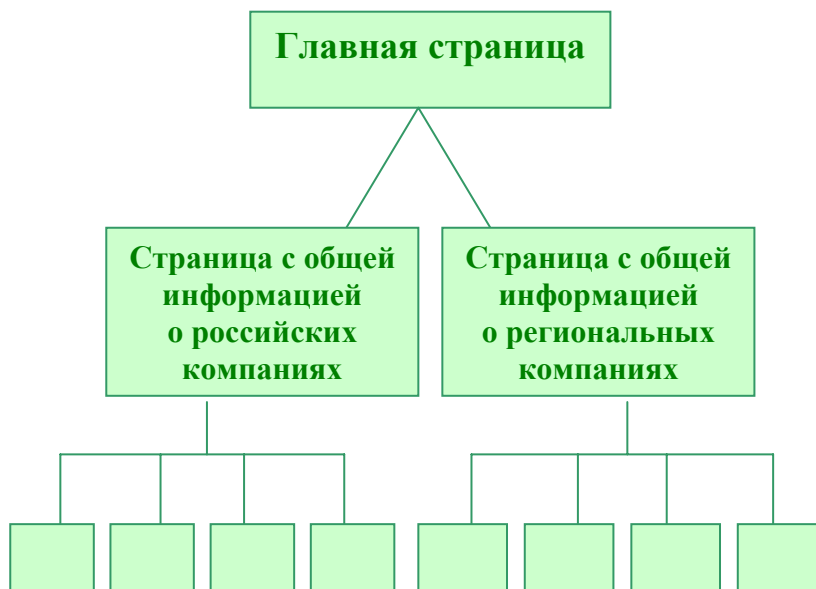 Главная страница
Страница с общей
информацией
о российских
компаниях
Страница с общей
информацией
о региональных
компаниях